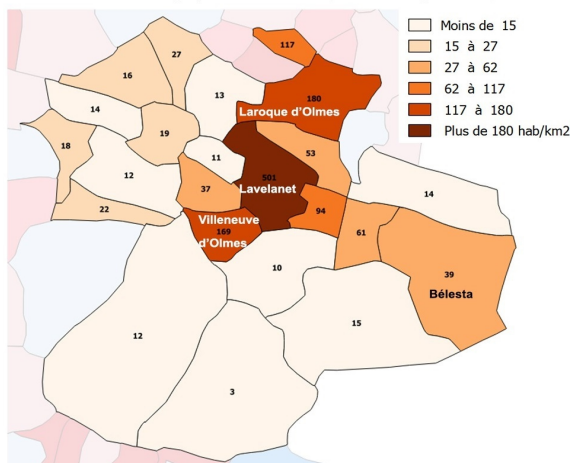 Moins de 15
15 à 27
27 à 62
62 à 117
117 à 180
Plus de 180 hab/km2
117
27
16
180
13
14
Laroque d'Olmes
19
18
53
11
12
501
Lavelanet
37
14
22
94
Villeneuve
169
d'Olmes
61
10
39
Bélesta
15
12
3